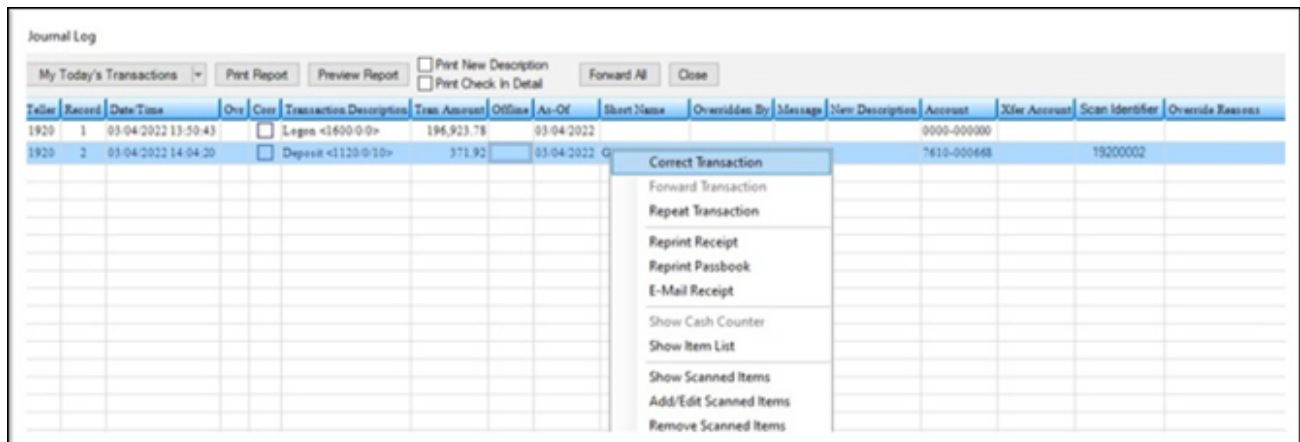 Journal Log
My Today's Transactions Print Report Preview Report Print New Description Forward All Close
Print Check In Detail
Teller Record Date/Time Ovr Corr Transaction Description Tran Amount Offline As-Of Short Name Overridden By Message New Description Account Xfer Account Scan Identifier Override Reasons
1920 1 03/04/2022 13:50:43 Logon <1600/0/0> 196,923.78 03/04/2022 0000-000000
1920 2 03/04/2022 14:04:20 Deposit <1120/0/10> 371.92 03/04/2022 G 7610-000668 19200002
Correct Transaction
Forward Transaction
Repeat Transaction
Reprint Receipt
Reprint Passbook
E-Mail Receipt
Show Cash Counter
Show Item List
Show Scanned Items
Add/Edit Scanned Items
Remove Scanned Items